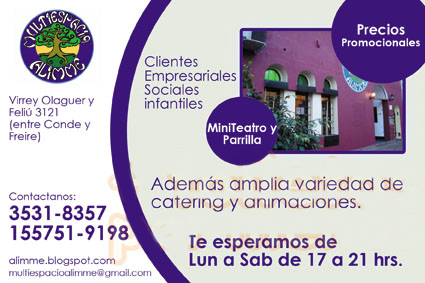 MULTIESPACIO
ALIMME
Virrey Olaguer y
Feliú 3121
(entre Conde y
Freire)
Contactanos:
3531-8357
155751-9198
alimme.blogspot.com
multiespacioalimme@gmail.com
Clientes
Empresariales
Sociales
infantiles
Precios
Promocionales
MiniTeatro y
Parrilla
Además amplia variedad de
catering y animaciones.
Te esperamos de
Lun a Sab de 17 a 21 hrs.